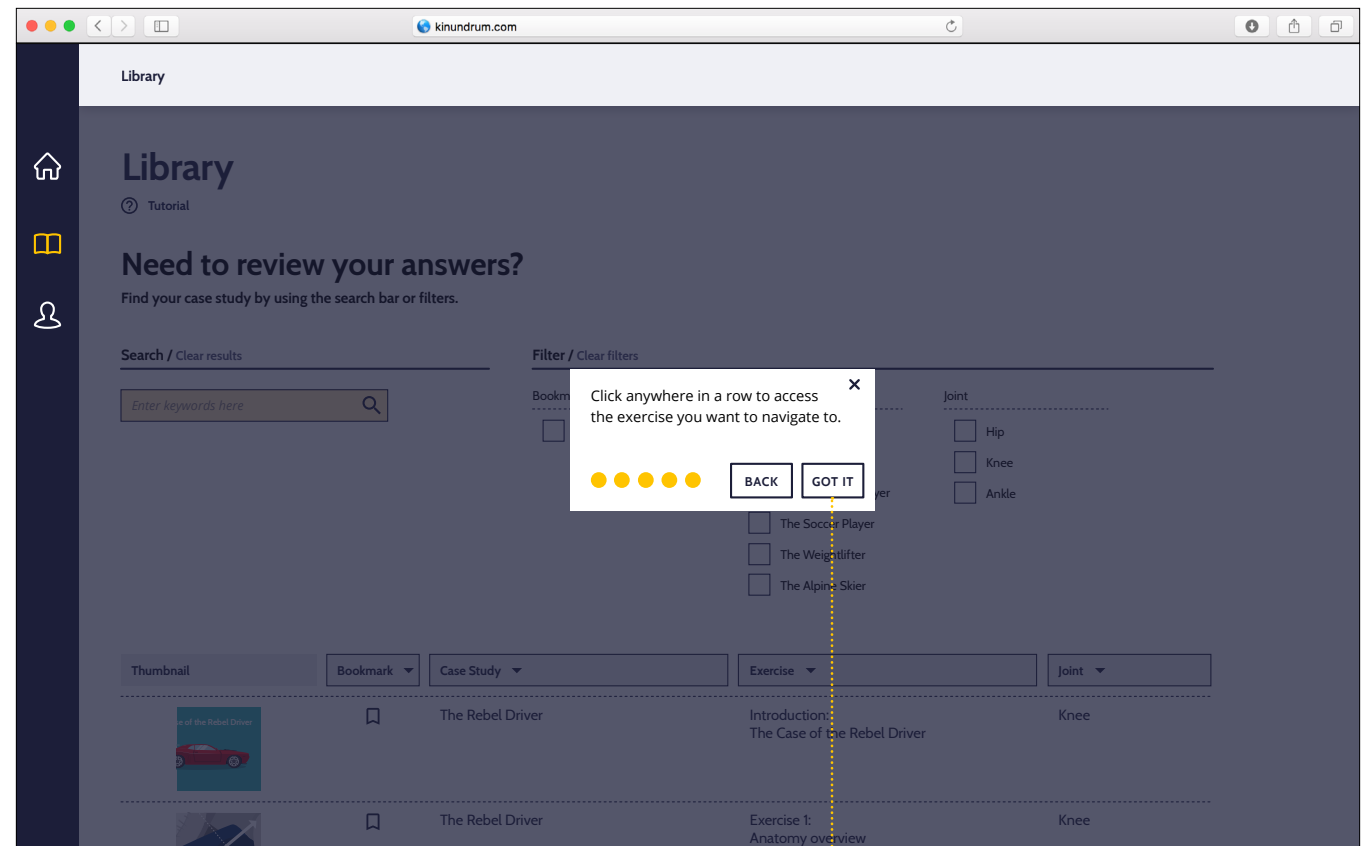 kinundrum.com
Library
Library
Tutorial
Need to review your answers?
Find your case study by using the search bar or filters.
Search / Clear results
Filter / Clear filters
Enter keywords here
Joint
Click anywhere in a row to access
the exercise you want to navigate to.
BACK
GOT IT
Hip
Knee
Ankle
The Soccer Player
The Weightlifter
The Alpine Skier
Thumbnail
Bookmark
Case Study
Exercise
Joint
of the Rebel Driver
The Rebel Driver
Introduction:
The Case of the Rebel Driver
Knee
The Rebel Driver
Exercise 1:
Anatomy overview
Knee